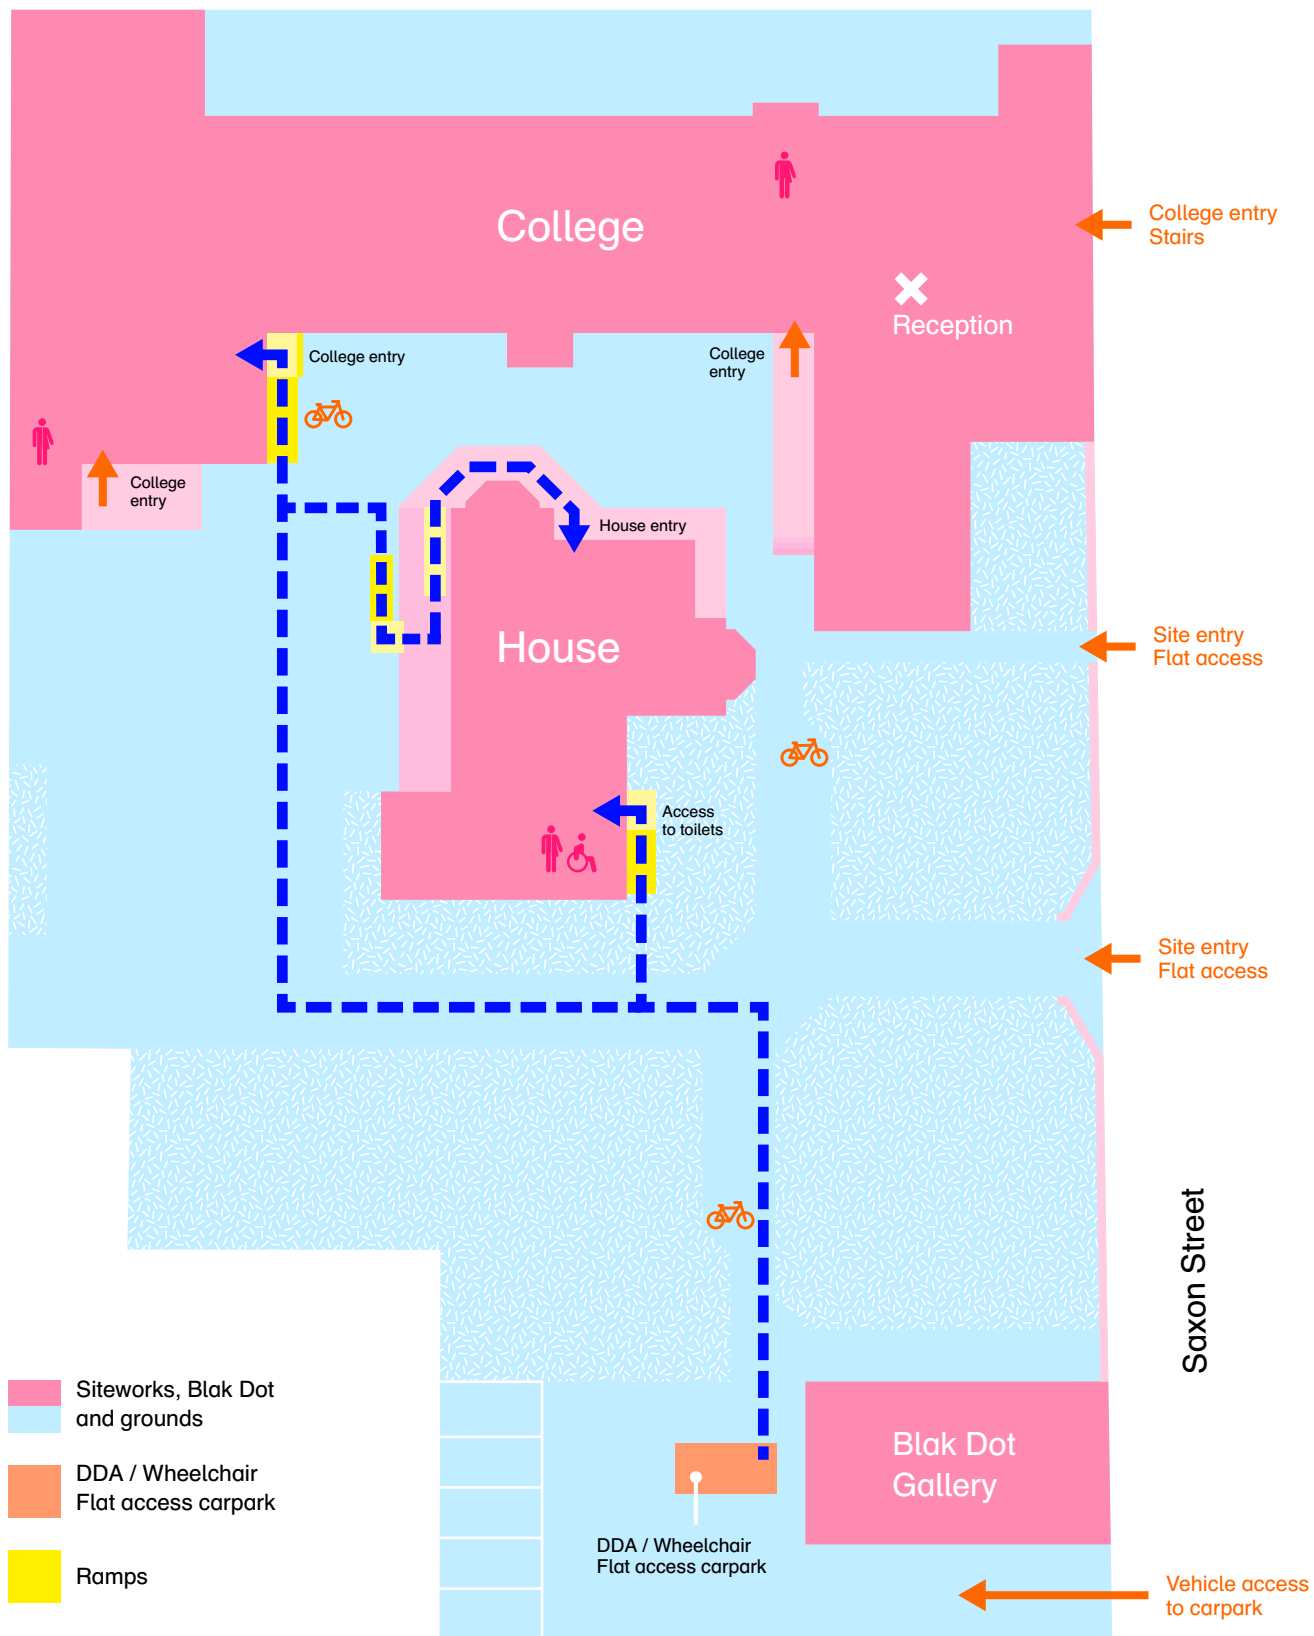 College
College entry
Stairs
Reception
College entry
College
entry
College
entry
House entry
House
Site entry
Flat access
Access
to toilets
Site entry
Flat access
Saxon Street
Siteworks, Blak Dot
and grounds
DDA / Wheelchair
Flat access carpark
Ramps
Blak Dot
Gallery
DDA / Wheelchair
Flat access carpark
Vehicle access
to carpark